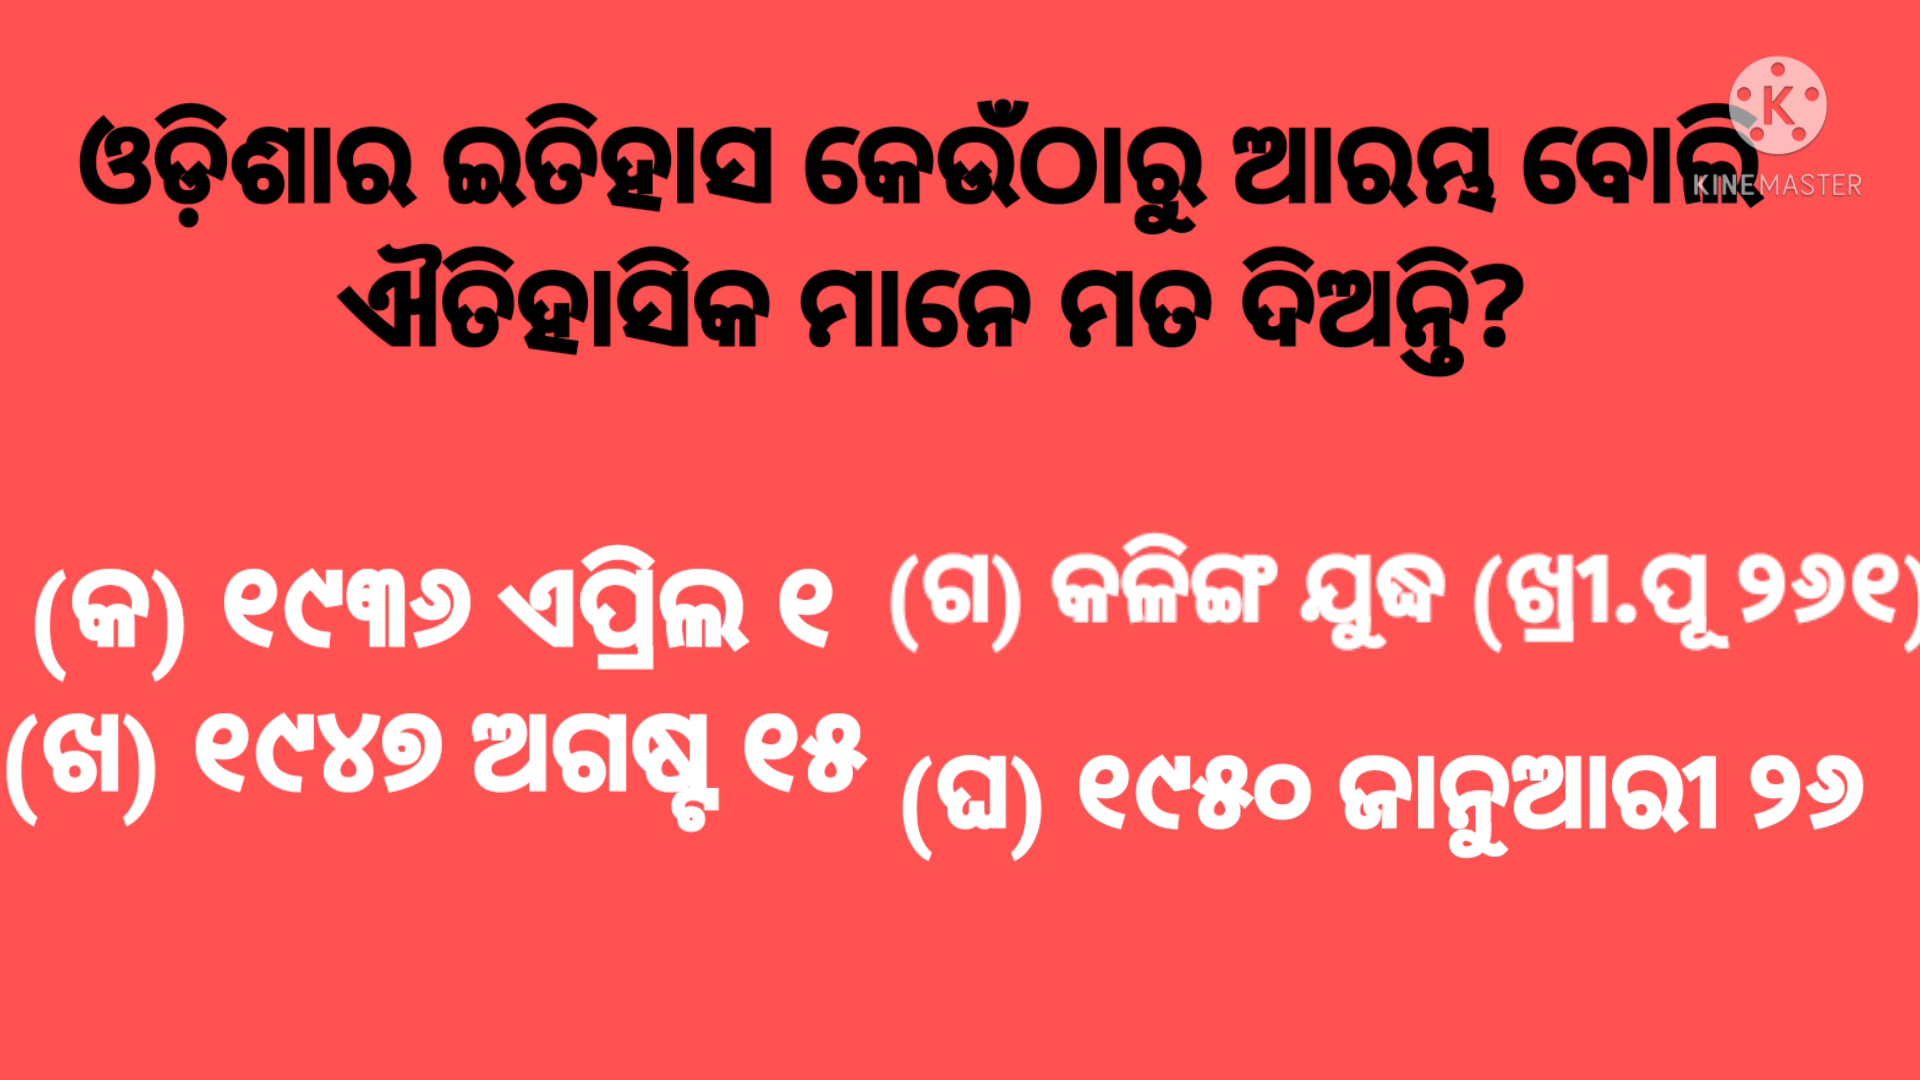 ଓଡ଼ିଶାର ଇତିହାସ କେଉଁଠାରୁ ଆରମ୍ଭ ବୋଲି
ଐତିହାସିକ ମାନେ ମତ ଦିଅନ୍ତି?
(କ) ୧୯୩୬ ଏପ୍ରିଲ ୧
(ଖ) ୧୯୪୭ ଅଗଷ୍ଟ ୧୫
(ଗ) କଳିଙ୍ଗ ଯୁଦ୍ଧ (ଖ୍ରୀ.ପୂ ୨୬୧)
(ଘ) ୧୯୫୦ ଜାନୁଆରୀ ୨୬
K
KINEMASTER